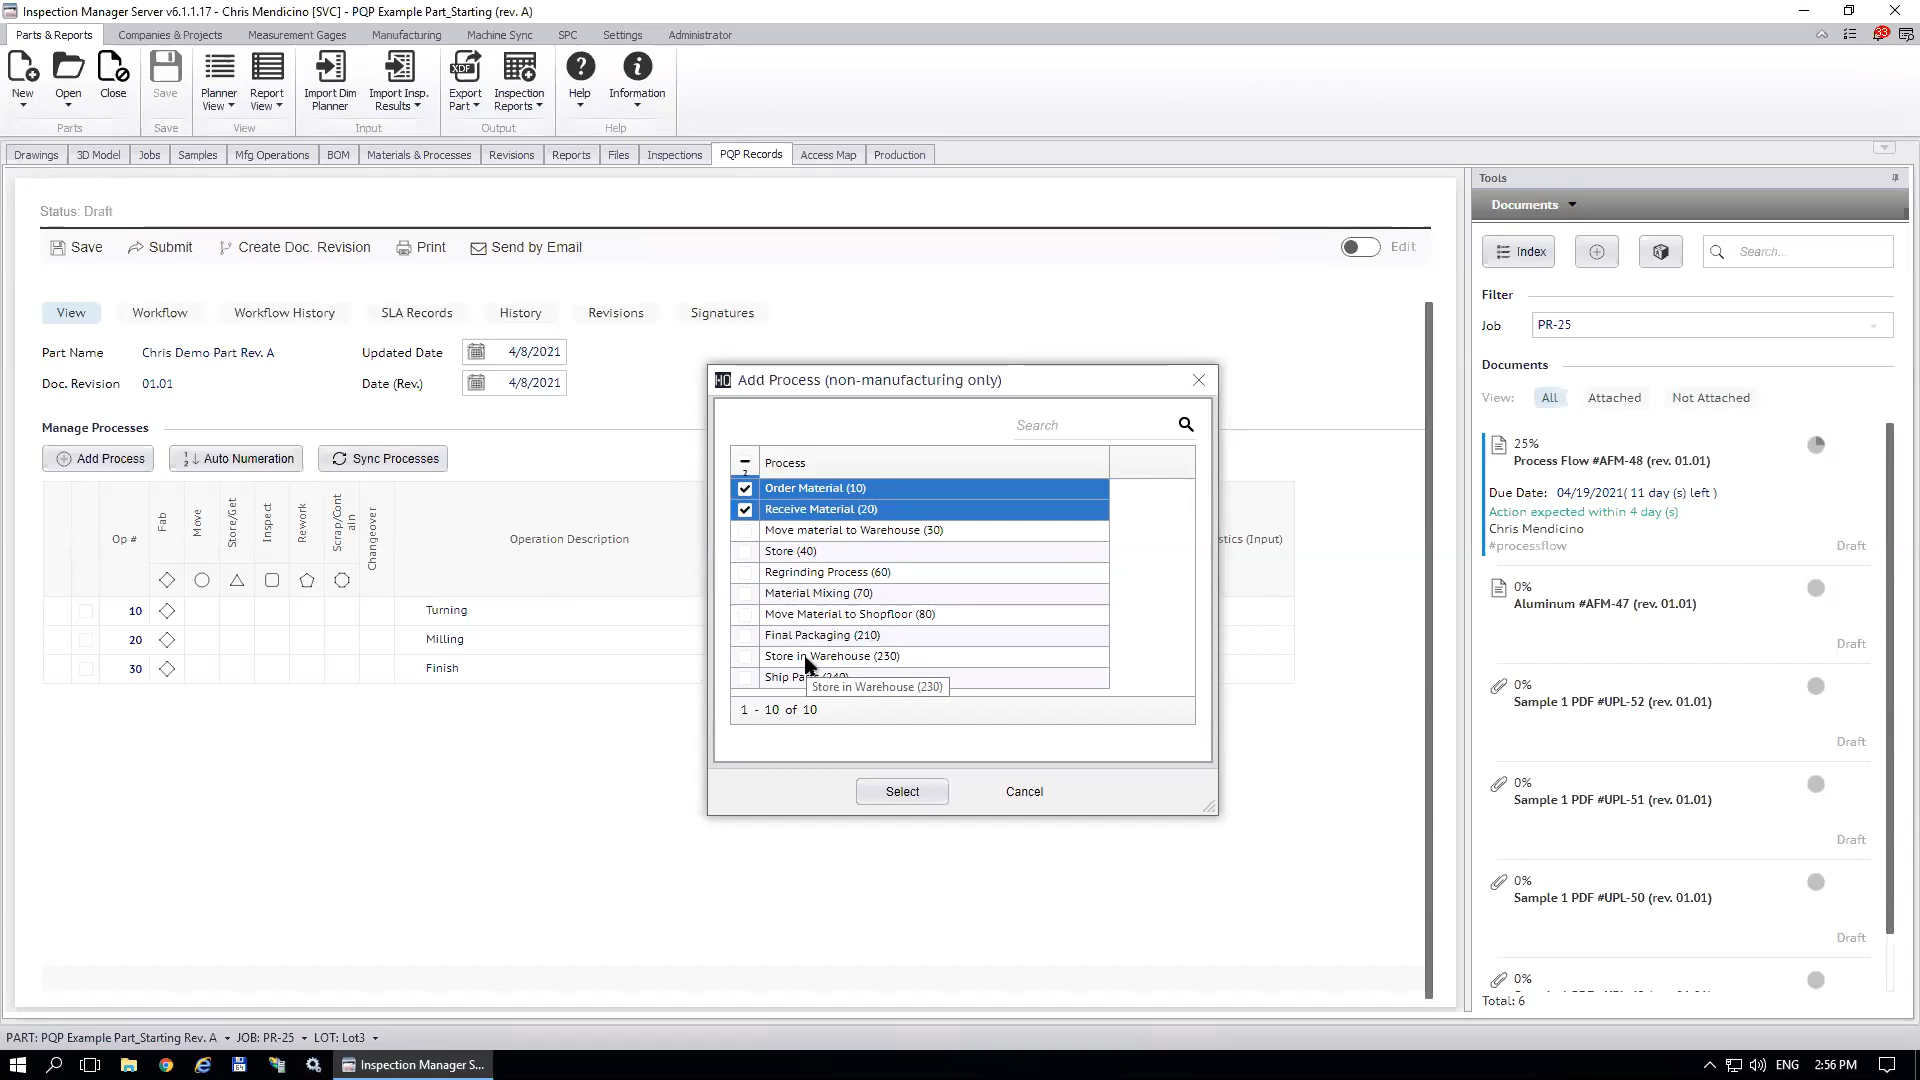 Inspection Manager Server v6.1.1.17 - Chris Mendicino [SVC] - PQP Example Part_Starting (rev. A)
Parts & Reports Companies & Projects Measurement Gages Manufacturing Machine Sync SPC Settings Administrator
33
New Open Close Save Planner View Report View Import Dim Planner Import Insp. Results Export Part Inspection Reports Help Information
XDF
Parts Save View Input Output Help
Drawings 3D Model Jobs Samples Mfg Operations BOM Materials & Processes Revisions Reports Files Inspections PQP Records Access Map Production
Status: Draft
Save Submit Create Doc. Revision Print Send by Email Edit
View Workflow Workflow History SLA Records History Revisions Signatures
Part Name Chris Demo Part Rev. A Updated Date 4/8/2021
Doc. Revision 01.01 Date (Rev.) 4/8/2021
Manage Processes
Add Process Auto Numeration Sync Processes
Op # Fab Move Store/Get Inspect Rework Scrap/Contain Changeover Operation Description stics (Input)
10 Turning
20 Milling
30 Finish
Add Process (non-manufacturing only)
Search
2 Process
Order Material (10)
Receive Material (20)
Move material to Warehouse (30)
Store (40)
Regrinding Process (60)
Material Mixing (70)
Move Material to Shopfloor (80)
Final Packaging (210)
Store in Warehouse (230)
Store in Warehouse (230)
1 - 10 of 10
Select Cancel
Tools
Documents
Index Search...
Filter
Job PR-25
Documents
View: All Attached Not Attached
25%
Process Flow #AFM-48 (rev. 01.01)
Due Date: 04/19/2021( 11 day (s) left )
Action expected within 4 day (s)
Chris Mendicino
#processflow Draft
0%
Aluminum #AFM-47 (rev. 01.01)
Draft
0%
Sample 1 PDF #UPL-52 (rev. 01.01)
Draft
0%
Sample 1 PDF #UPL-51 (rev. 01.01)
Draft
0%
Sample 1 PDF #UPL-50 (rev. 01.01)
Draft
0%
Total: 6
PART: PQP Example Part_Starting Rev. A JOB: PR-25 LOT: Lot3
Inspection Manager S... ENG 2:56 PM